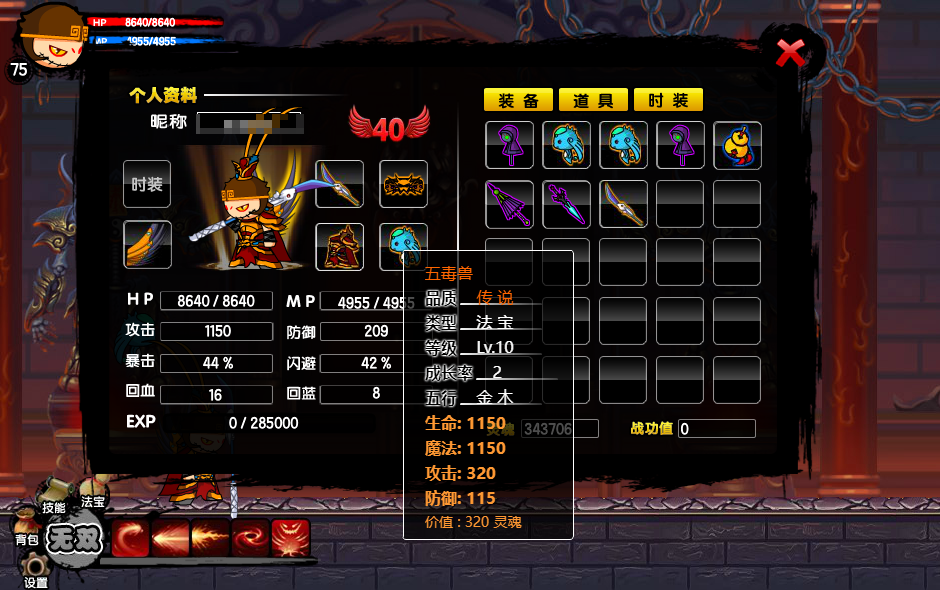 HP 8640/8640
MP 4955/4955
75
个人资料
昵称
40
装备 道具 时装
时装
HP 8640 / 8640 MP 4955 / 4955
攻击 1150 防御 209
暴击 44 % 闪避 42 %
回血 16 回蓝 8
EXP 0 / 285000
五毒兽
品质 传说
类型 法宝
等级 Lv.10
成长率 2
五行 金木
生命: 1150
魔法: 1150
攻击: 320
防御: 115
价值 : 320 灵魂
灵魂 343706 战功值 0
技能 法宝
背包 无双
设置